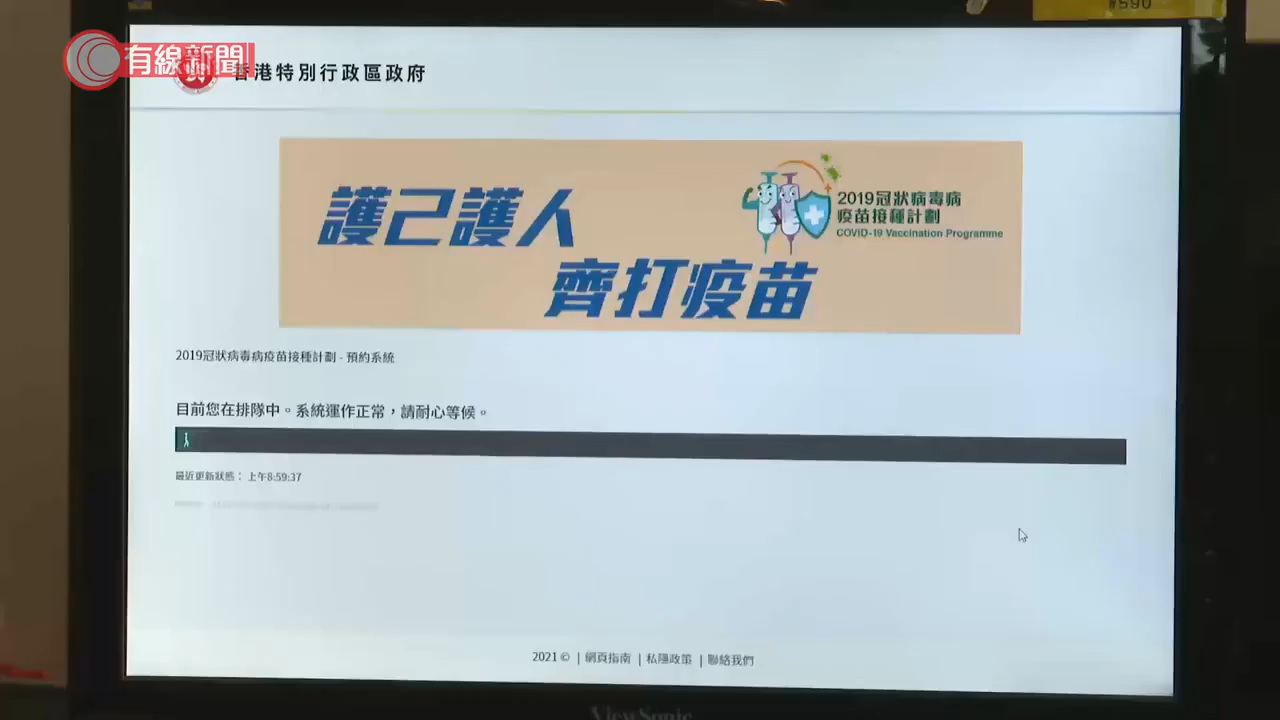 #590
有線新聞
香港特別行政區政府
護己護人
齊打疫苗
2019冠狀病毒病
疫苗接種計劃
COVID-19 Vaccination Programme
2019冠狀病毒病疫苗接種計劃 - 預約系統
目前您在排隊中。系統運作正常，請耐心等候。
最近更新狀態： 上午8:59:37
2021 © | 網頁指南 | 私隱政策 | 聯絡我們
ViewSonic